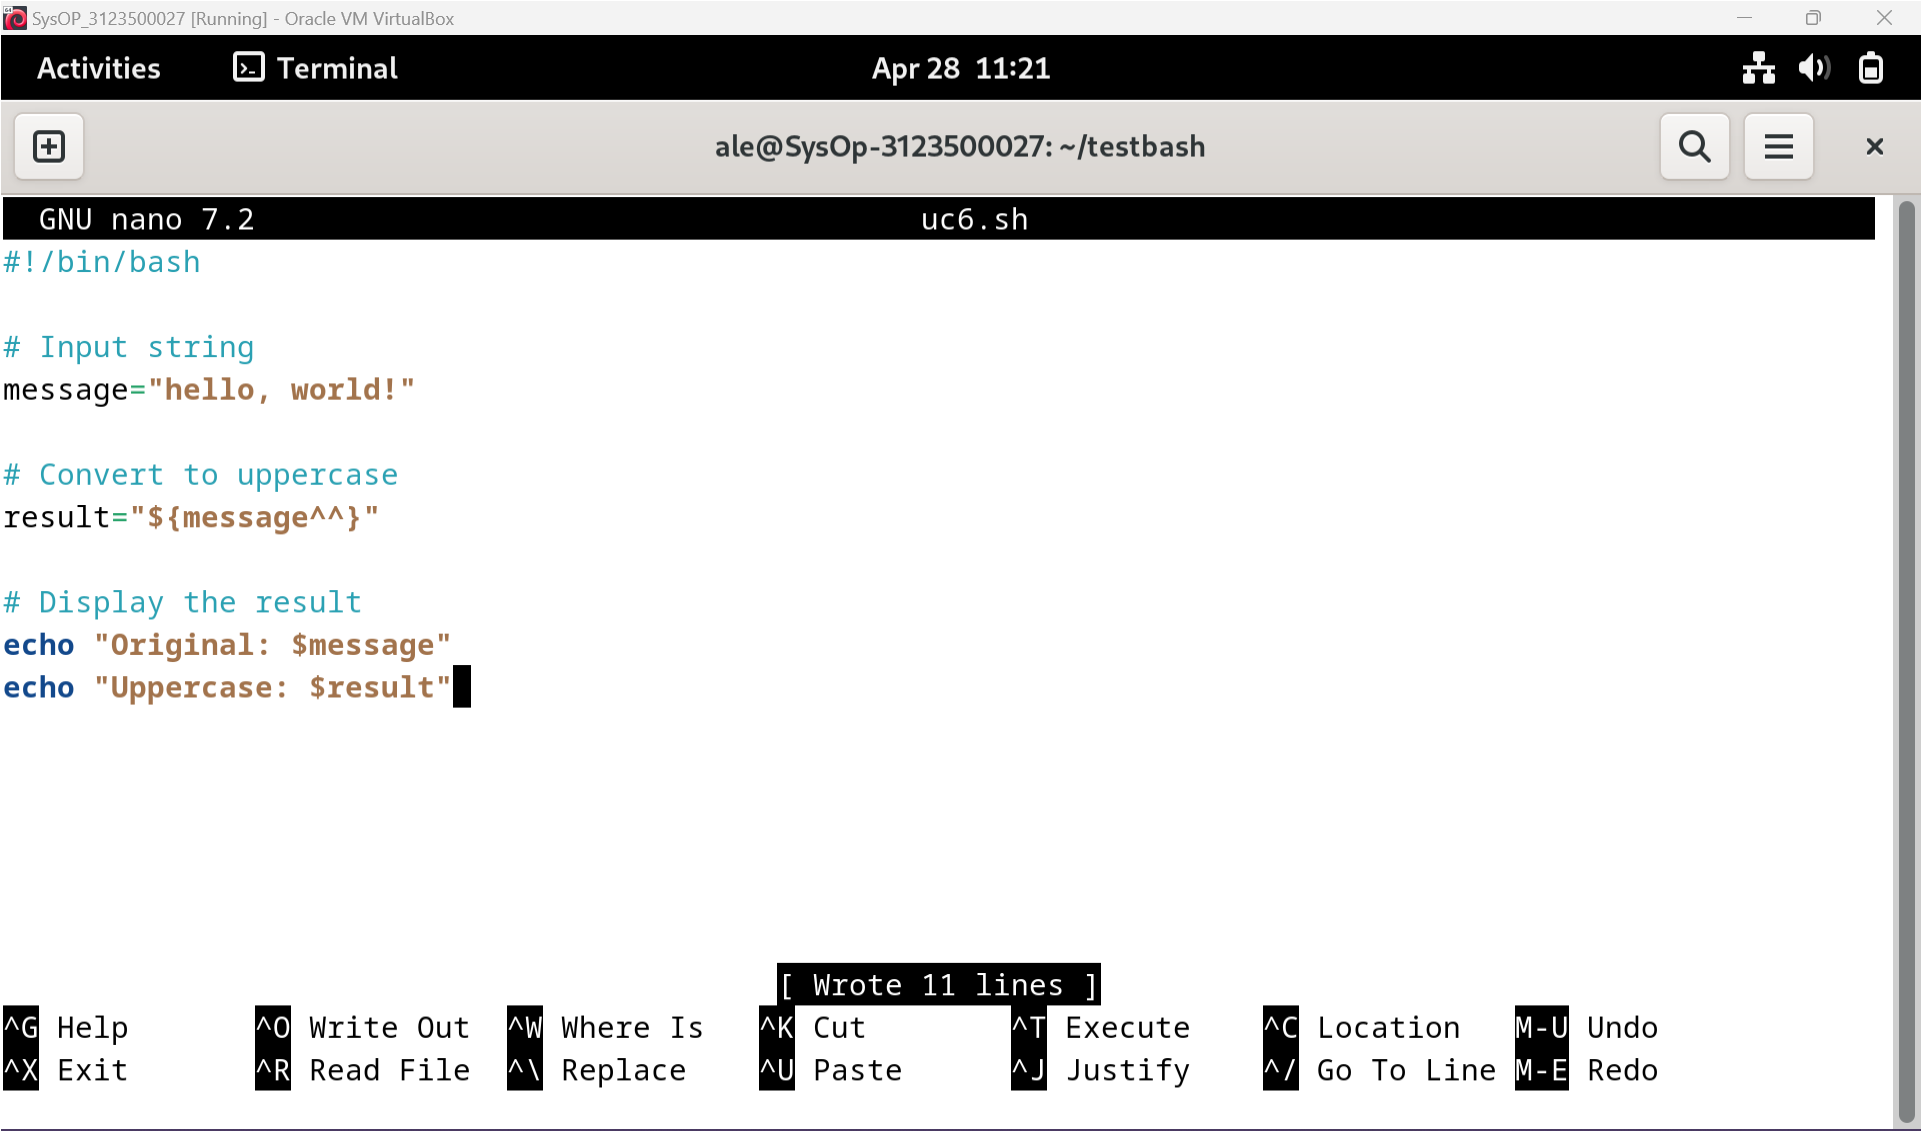 SysOP_3123500027 [Running] - Oracle VM VirtualBox
Activities Terminal Apr 28 11:21
ale@SysOp-3123500027: ~/testbash
GNU nano 7.2 uc6.sh
#!/bin/bash
# Input string
message="hello, world!"
# Convert to uppercase
result="${message^^}"
# Display the result
echo "Original: $message"
echo "Uppercase: $result"
[ Wrote 11 lines ]
^G Help ^O Write Out ^W Where Is ^K Cut ^T Execute ^C Location M-U Undo
^X Exit ^R Read File ^\ Replace ^U Paste ^J Justify ^/ Go To Line M-E Redo